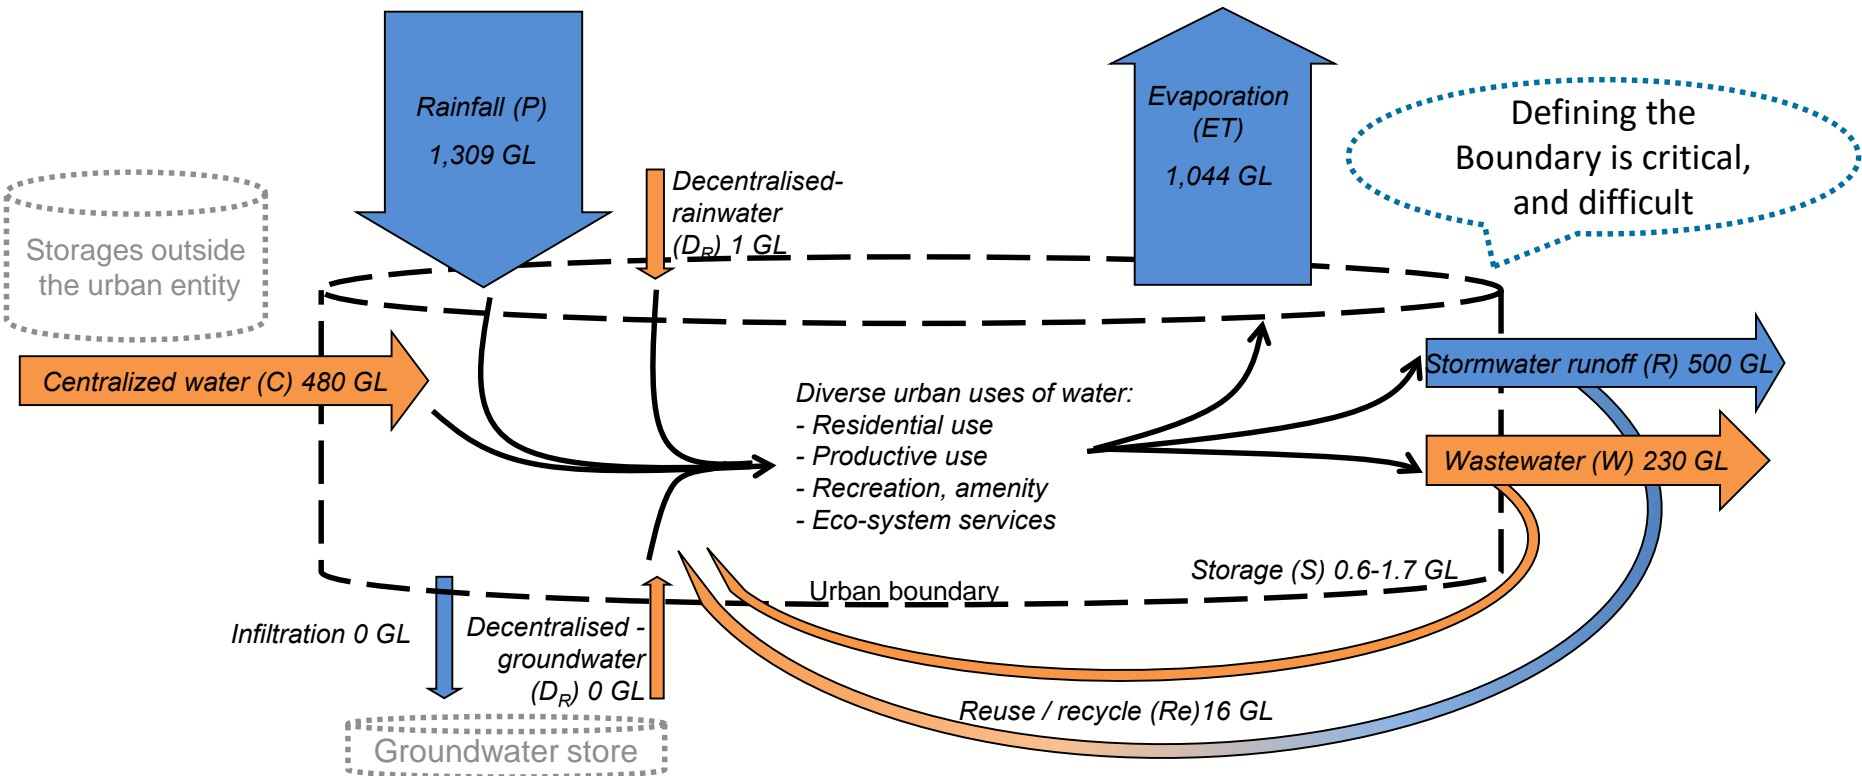 Rainfall (P)
1,309 GL
Evaporation
(ET)
1,044 GL
Defining the
Boundary is critical,
and difficult
Decentralised-
rainwater
(D_R) 1 GL
Storages outside
the urban entity
Centralized water (C) 480 GL
Stormwater runoff (R) 500 GL
Diverse urban uses of water:
- Residential use
- Productive use
- Recreation, amenity
- Eco-system services
Wastewater (W) 230 GL
Storage (S) 0.6-1.7 GL
Urban boundary
Infiltration 0 GL
Decentralised -
groundwater
(D_R) 0 GL
Reuse / recycle (Re)16 GL
Groundwater store